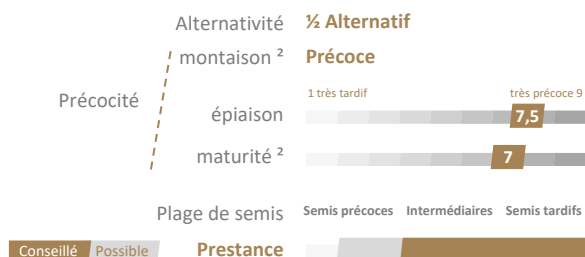 Alternativité ½ Alternatif
montaison ² Précoce
Précocité
1 très tardif très précoce 9
épiaison 7,5
maturité ² 7
Plage de semis Semis précoces Intermédiaires Semis tardifs
Conseillé Possible Prestance